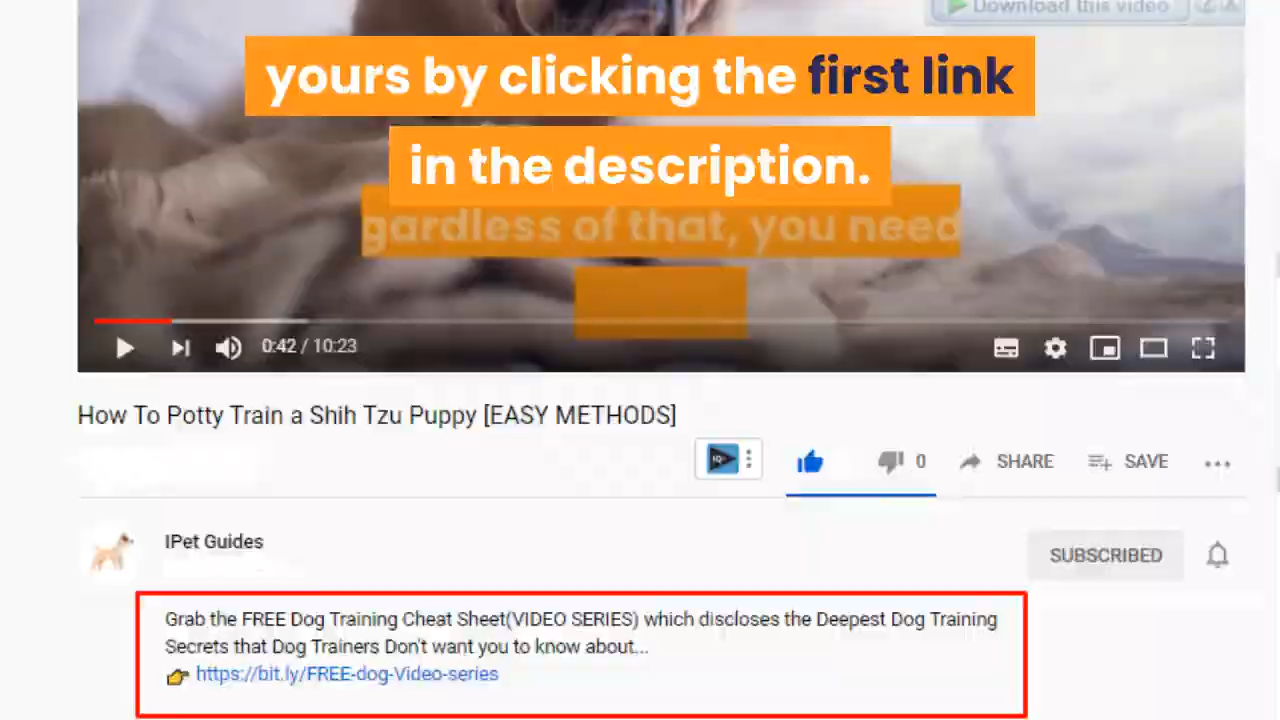 Download this video
yours by clicking the first link
in the description.
gardless of that, you need
0:42 / 10:23
How To Potty Train a Shih Tzu Puppy [EASY METHODS]
0 SHARE SAVE
IPet Guides
SUBSCRIBED
Grab the FREE Dog Training Cheat Sheet(VIDEO SERIES) which discloses the Deepest Dog Training
Secrets that Dog Trainers Don't want you to know about...
👉 https://bit.ly/FREE-dog-Video-series